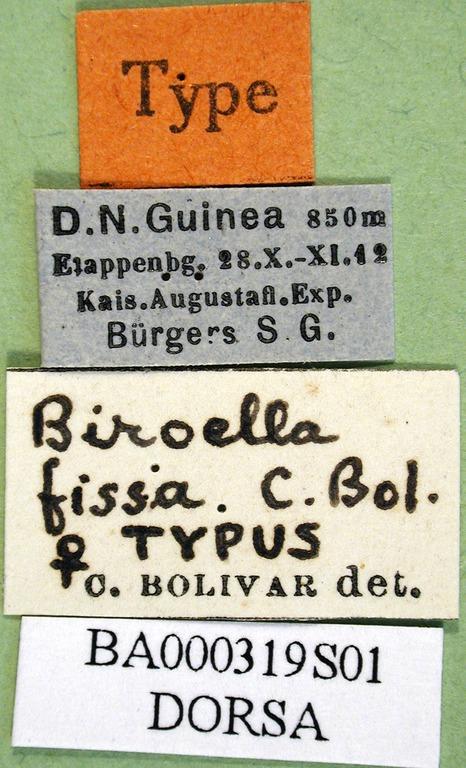 Type
D.N.Guinea 850m
Etappenbg. 28.X.-XI.12
Kais.Augustafl.Exp.
Bürgers S.G.
Biroella
fissa. C. Bol.
♀ TYPUS
C. BOLIVAR det.
BA000319S01
DORSA